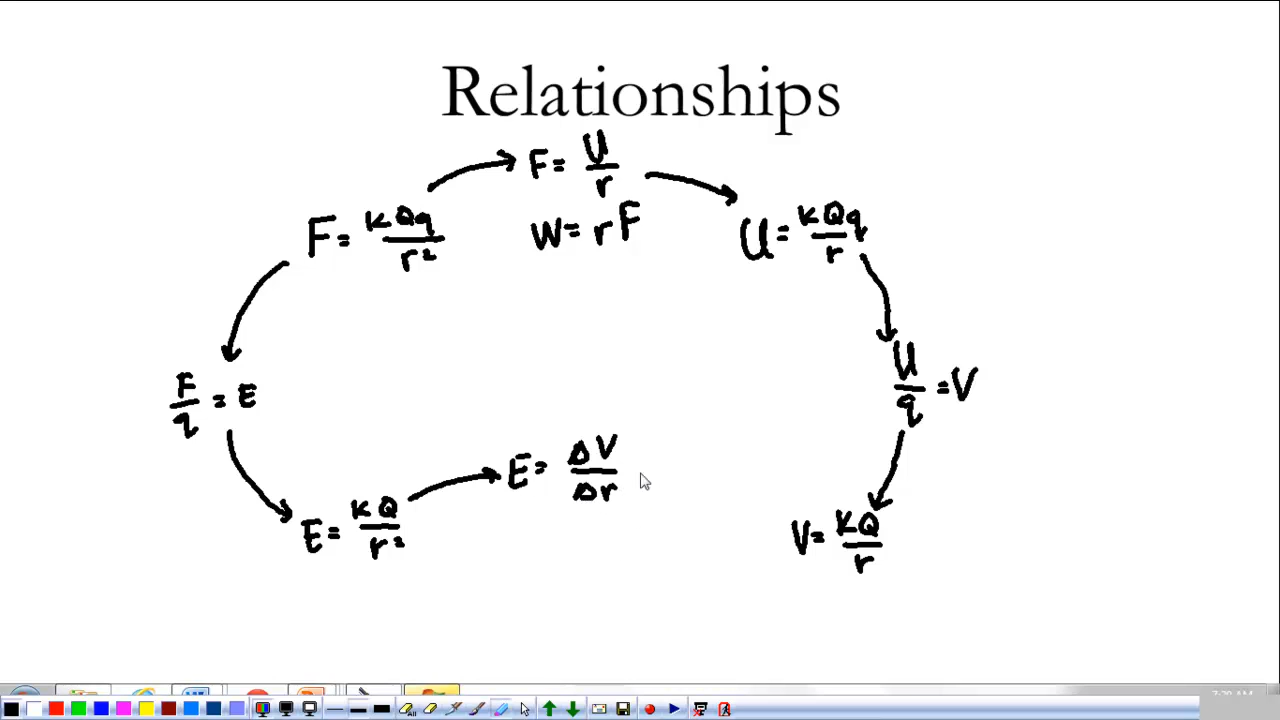 Relationships
F = U/r
F = kQq/r²
W = rF
U = kQq/r
F/q = E
U/q = V
E = ΔV/Δr
E = kQ/r²
V = kQ/r